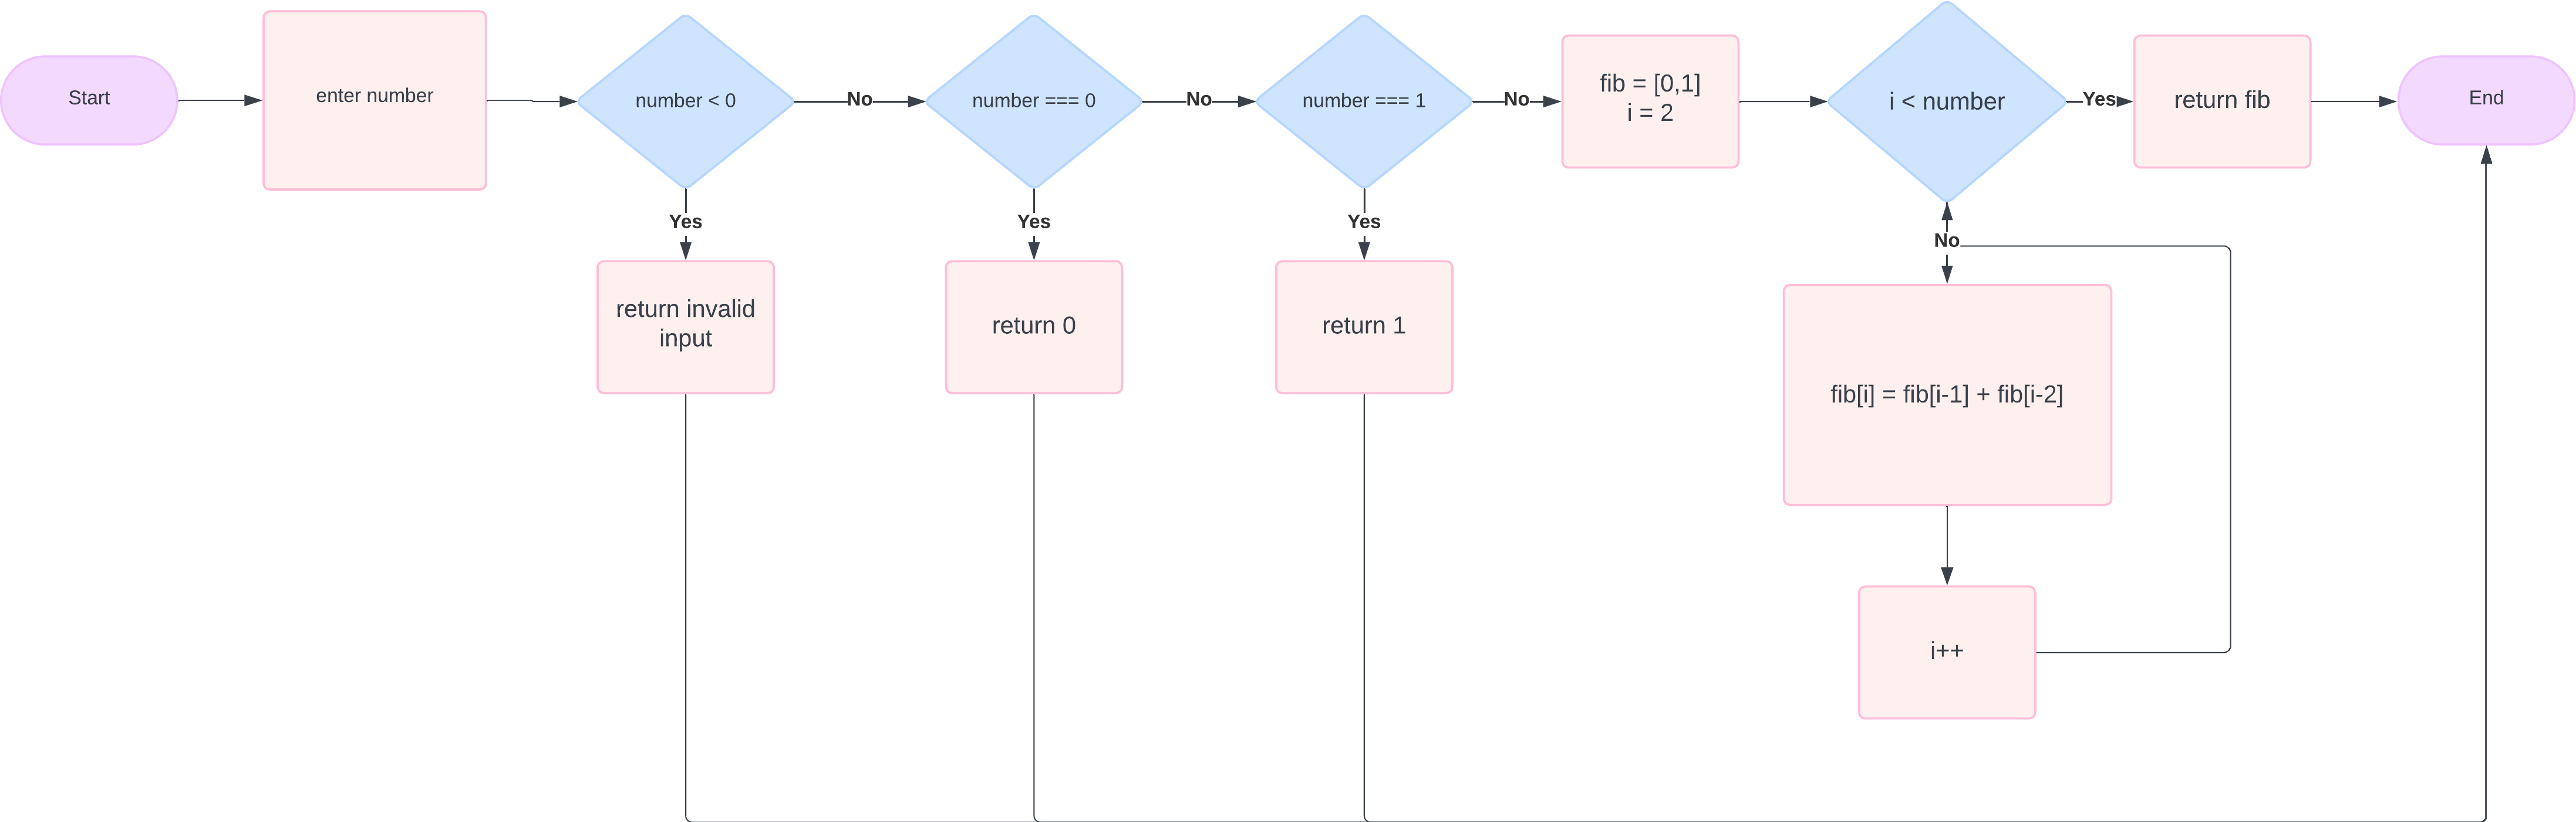 Start
enter number
number < 0
No
number === 0
No
number === 1
No
fib = [0,1]
i = 2
i < number
Yes
return fib
End
Yes
Yes
Yes
No
return invalid
input
return 0
return 1
fib[i] = fib[i-1] + fib[i-2]
i++